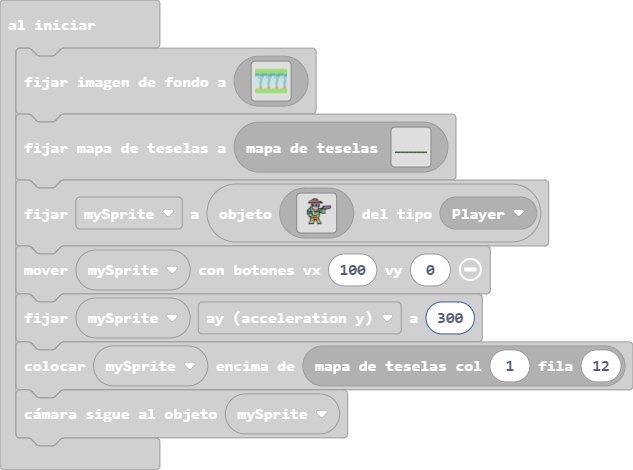 al iniciar
fijar imagen de fondo a
fijar mapa de teselas a mapa de teselas
fijar mySprite a objeto del tipo Player
mover mySprite con botones vx 100 vy 0
fijar mySprite ay (acceleration y) a 300
colocar mySprite encima de mapa de teselas col 1 fila 12
cámara sigue al objeto mySprite